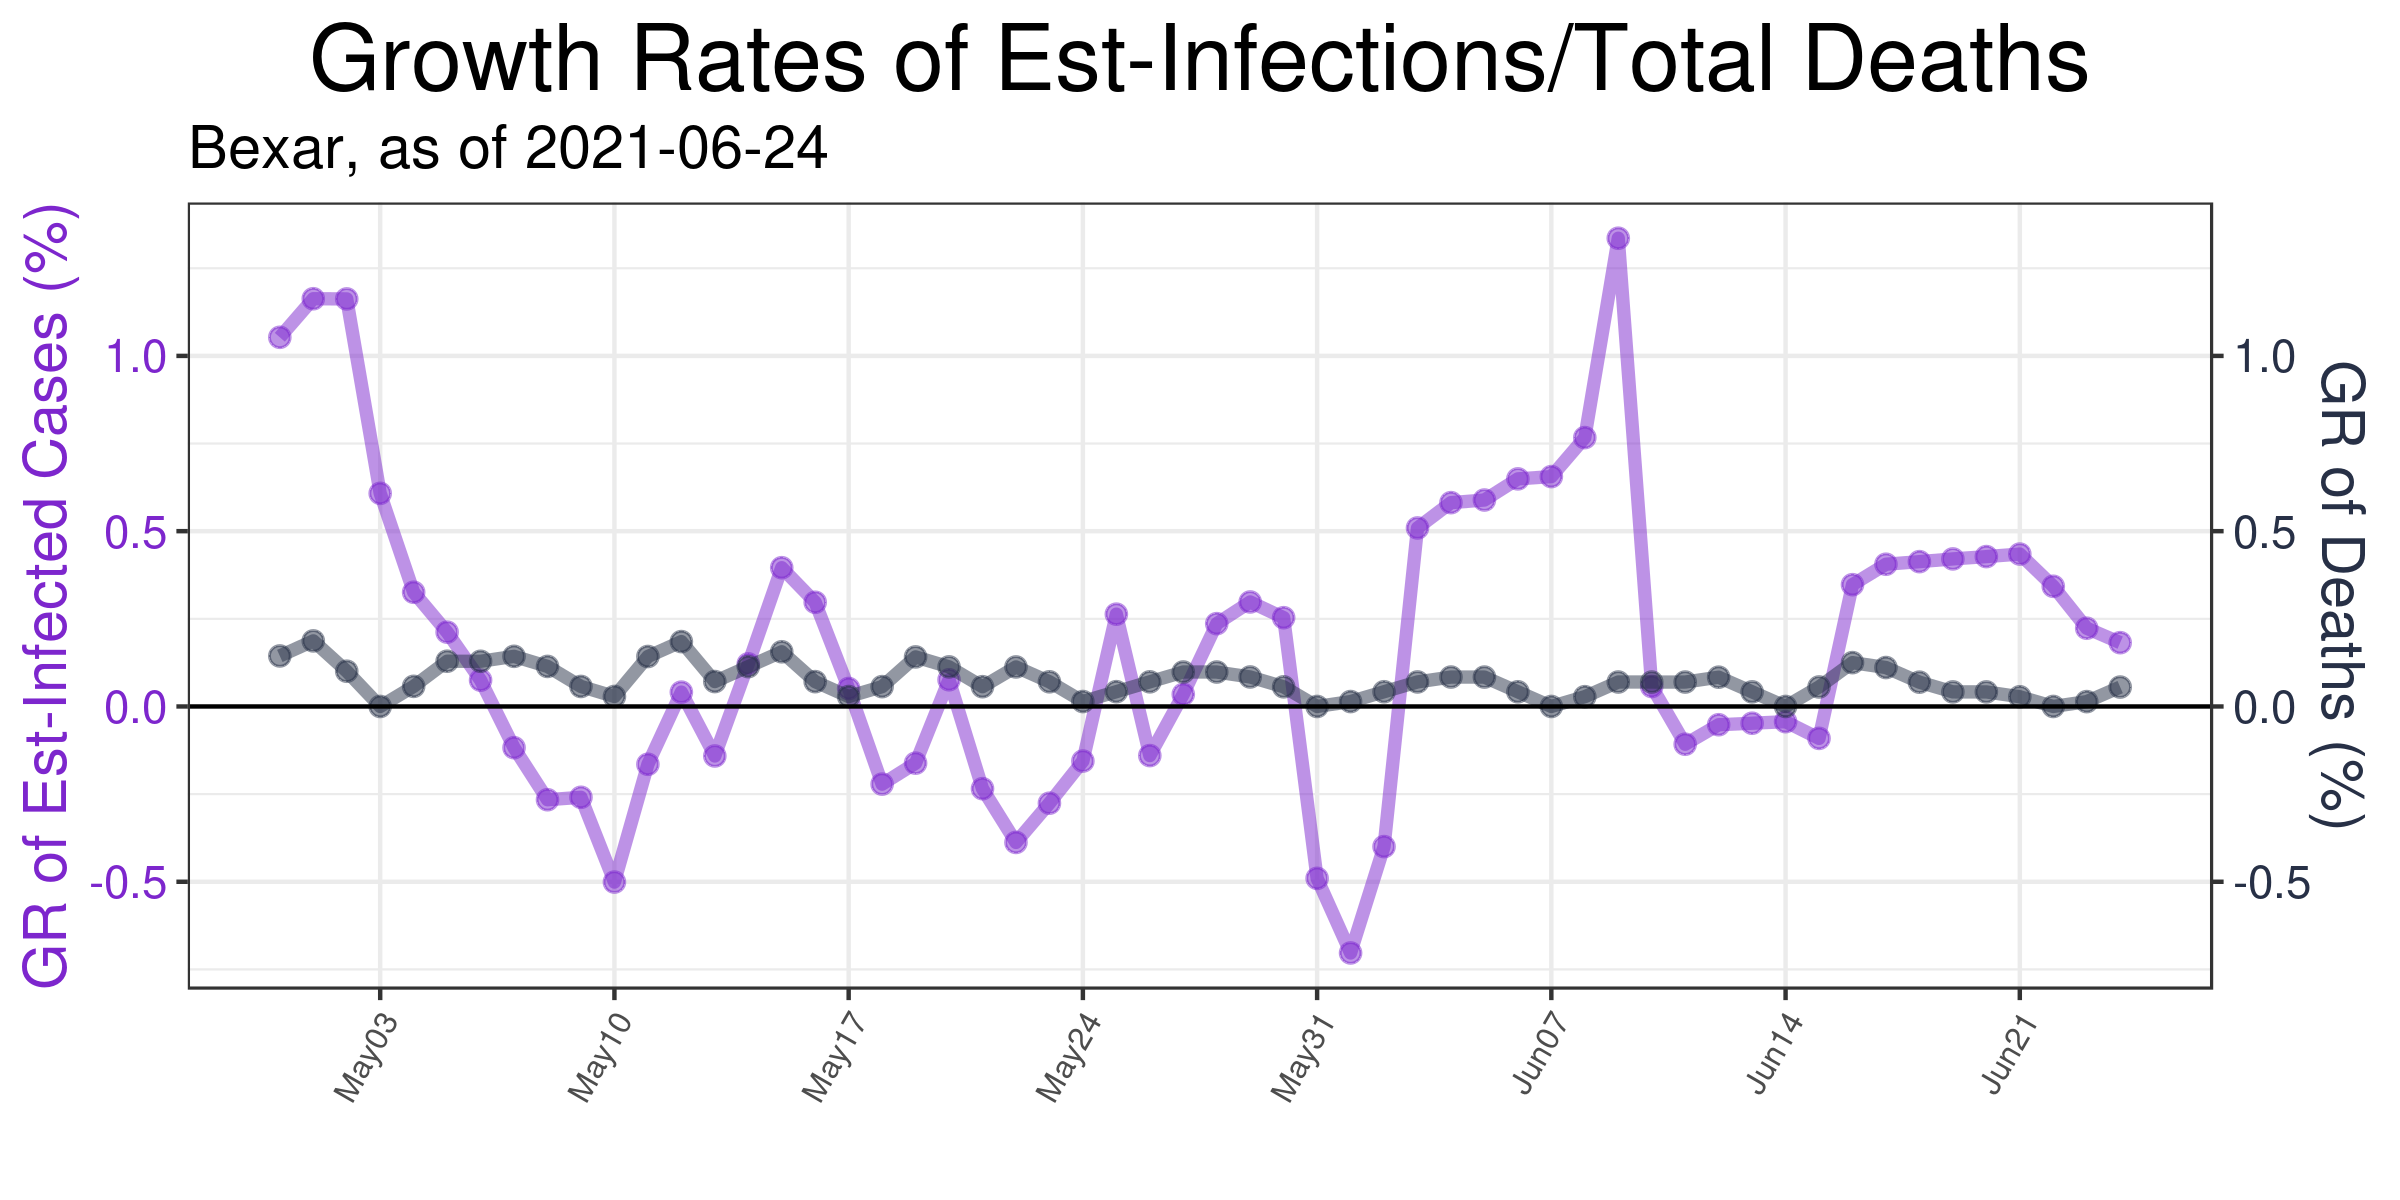 Growth Rates of Est-Infections/Total Deaths
Bexar, as of 2021-06-24
GR of Est-Infected Cases (%)
1.0
0.5
0.0
-0.5
1.0
0.5
0.0
-0.5
GR of Deaths (%)
May03
May10
May17
May24
May31
Jun07
Jun14
Jun21